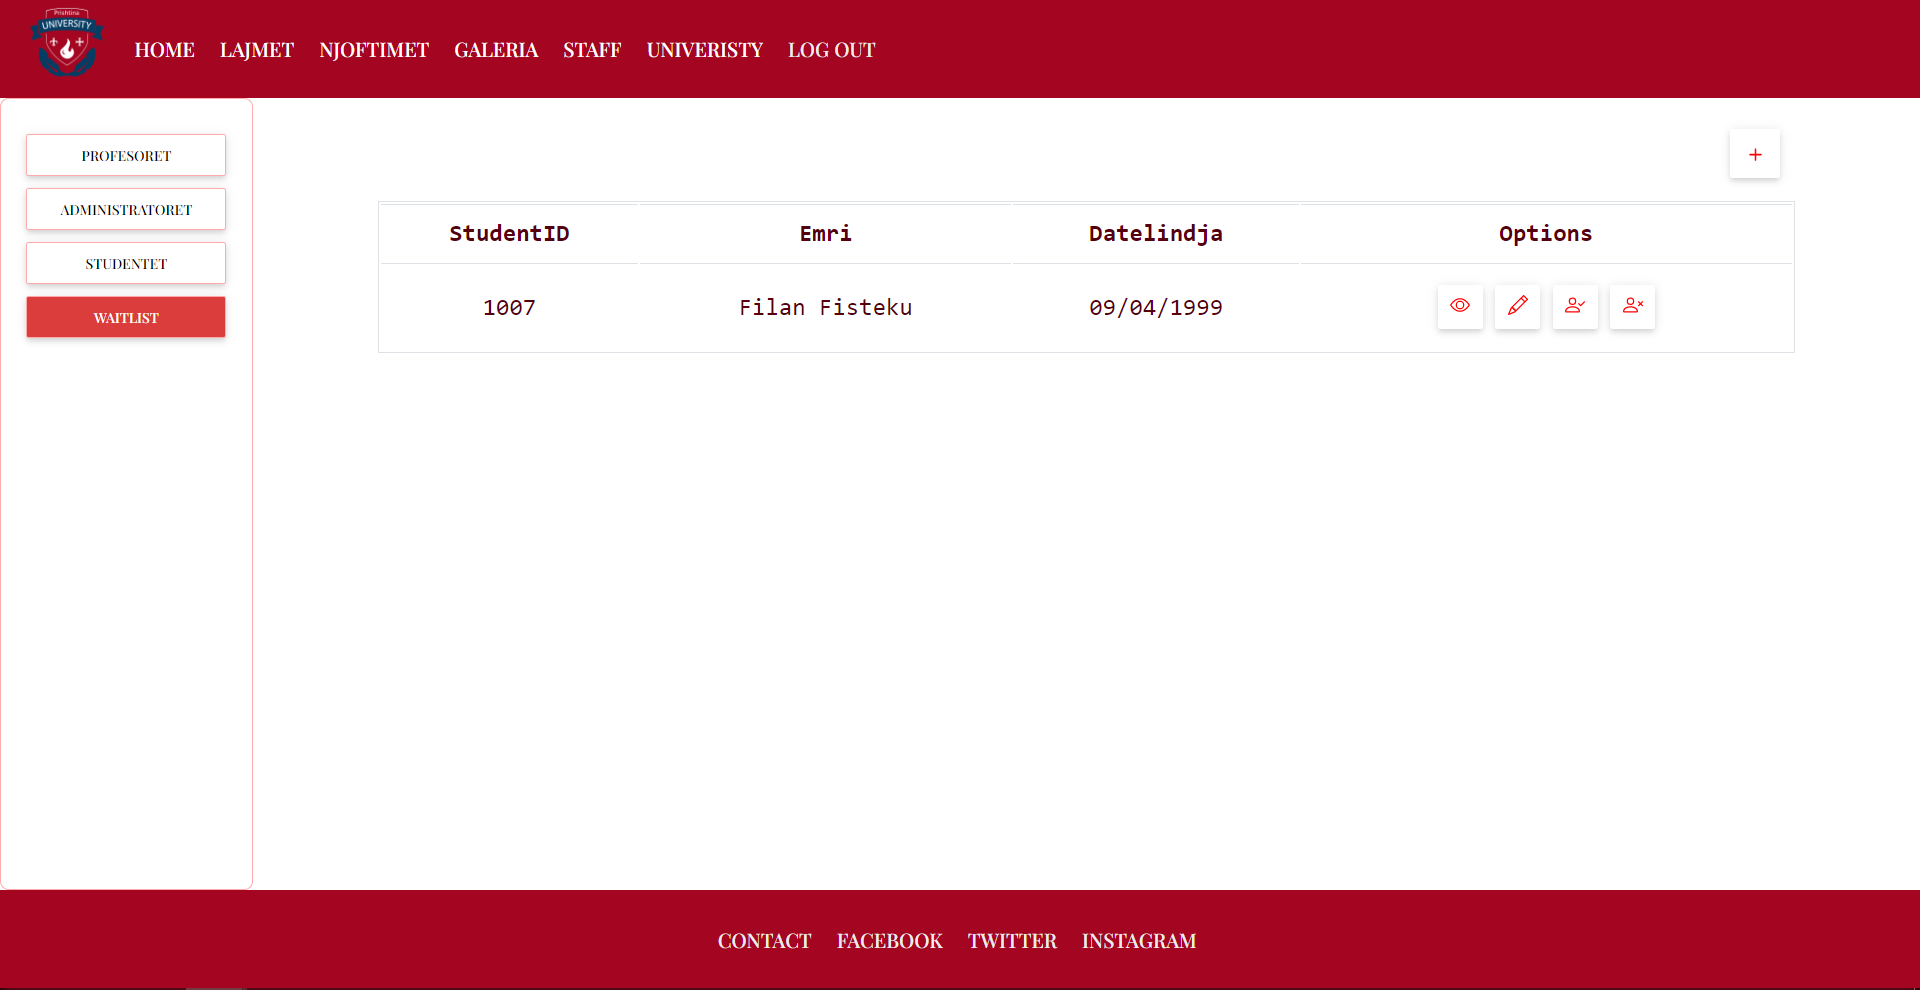 Prishtina
UNIVERSITY
HOME LAJMET NJOFTIMET GALERIA STAFF UNIVERISTY LOG OUT
PROFESORET
ADMINISTRATORET
STUDENTET
WAITLIST
+
StudentID Emri Datelindja Options
1007 Filan Fisteku 09/04/1999
CONTACT FACEBOOK TWITTER INSTAGRAM